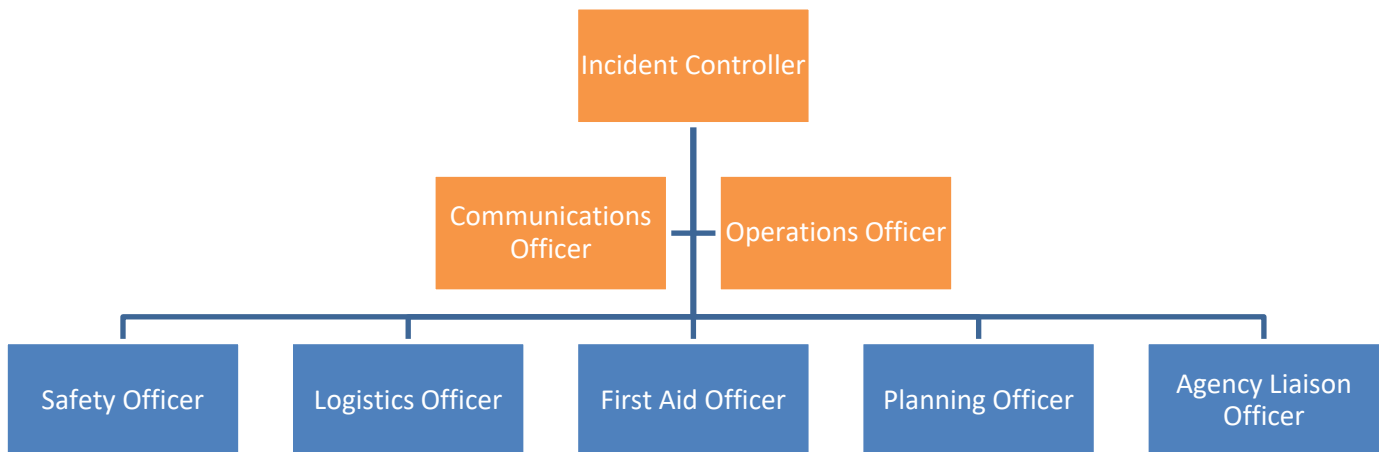 Incident Controller
Communications
Officer
Operations Officer
Safety Officer
Logistics Officer
First Aid Officer
Planning Officer
Agency Liaison
Officer